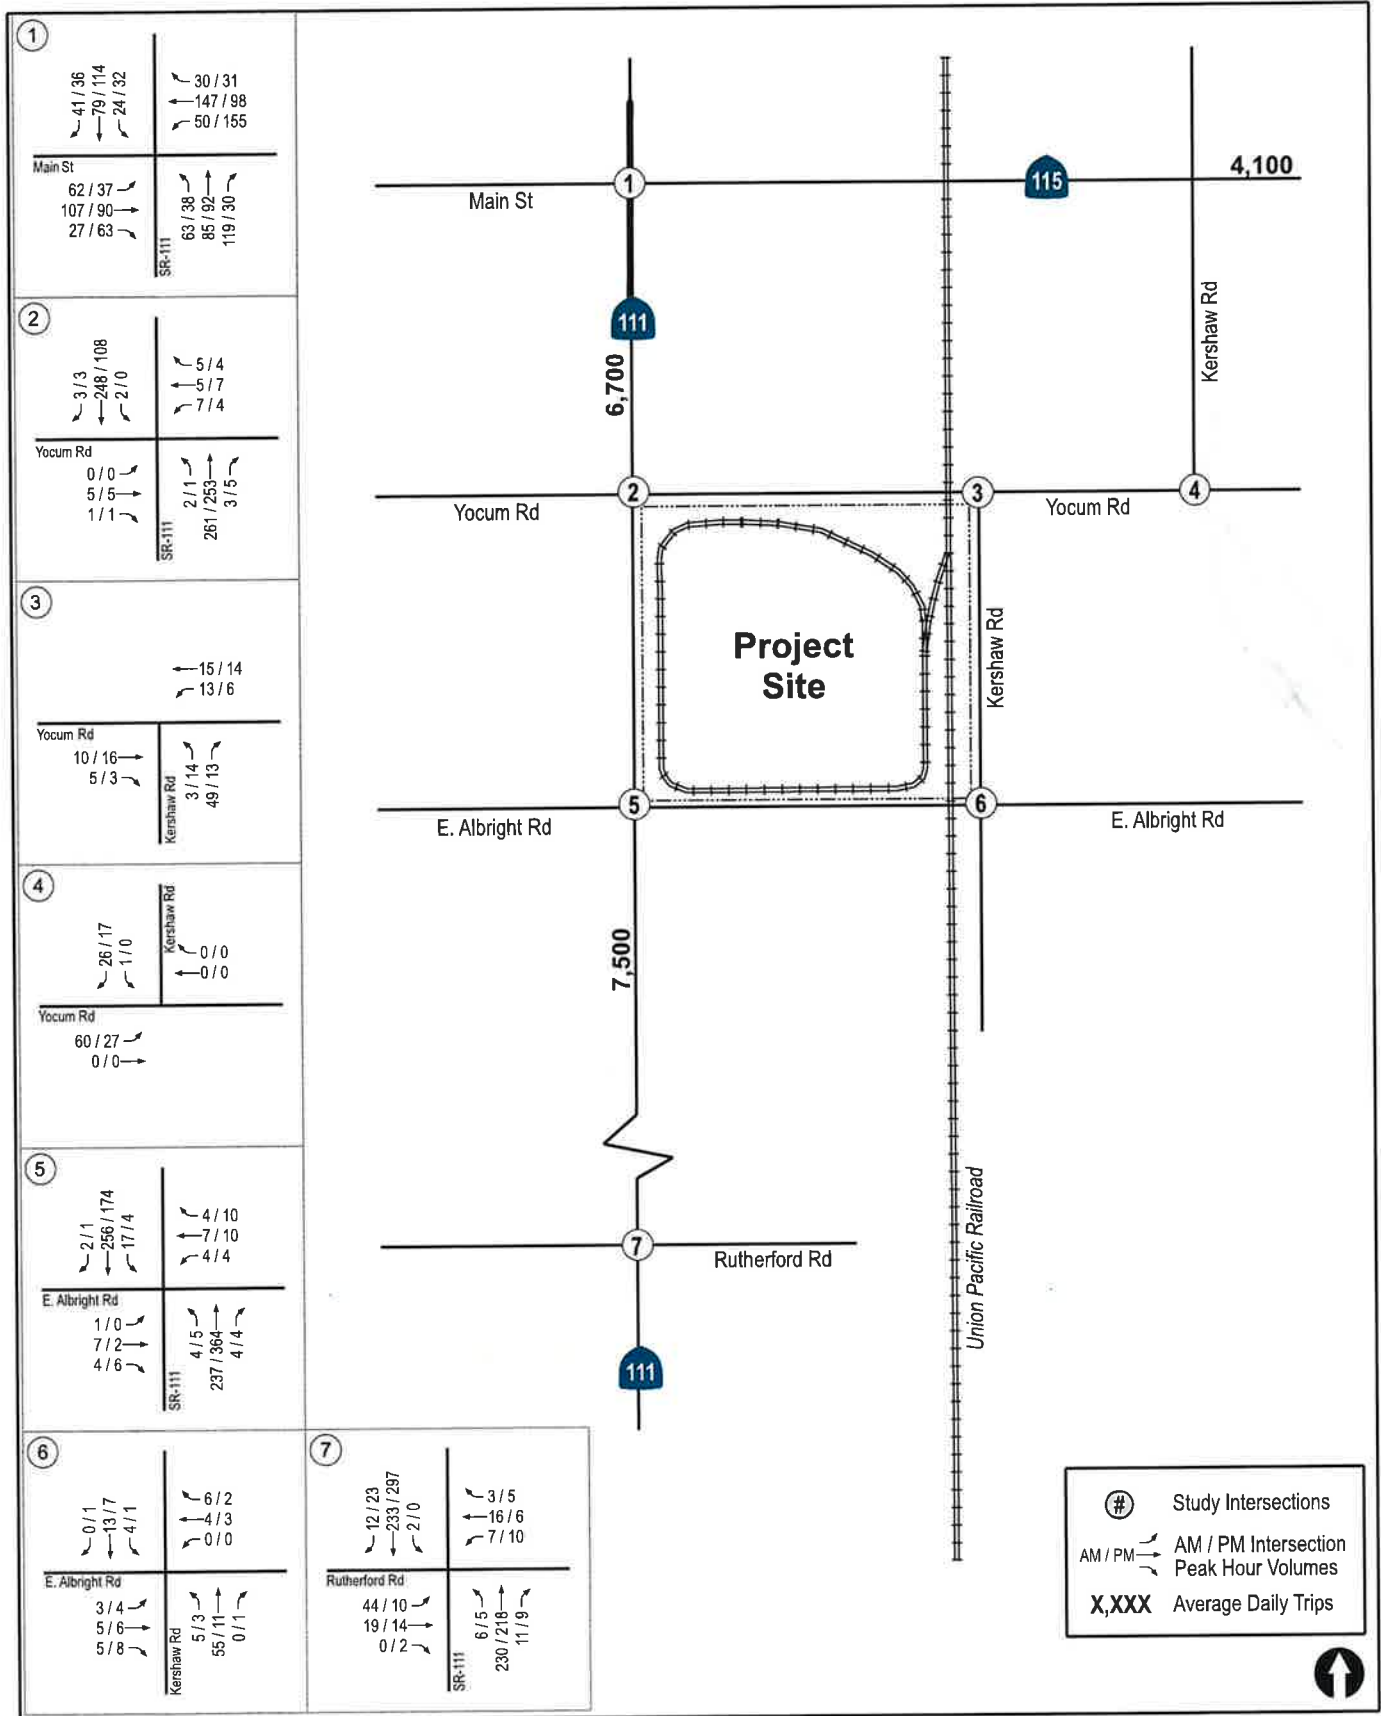 1
41 / 36
79 / 114
24 / 32
30 / 31
147 / 98
50 / 155
Main St
62 / 37
107 / 90
27 / 63
63 / 38
85 / 92
119 / 30
SR-111
2
3 / 3
248 / 108
2 / 0
5 / 4
5 / 7
7 / 4
Yocum Rd
0 / 0
5 / 5
1 / 1
2 / 1
261 / 253
3 / 5
SR-111
3
15 / 14
13 / 6
Yocum Rd
10 / 16
5 / 3
3 / 14
49 / 13
Kershaw Rd
4
26 / 17
1 / 0
Kershaw Rd
0 / 0
0 / 0
Yocum Rd
60 / 27
0 / 0
5
2 / 1
256 / 174
17 / 4
4 / 10
7 / 10
4 / 4
E. Albright Rd
1 / 0
7 / 2
4 / 6
4 / 5
237 / 364
4 / 4
SR-111
6
0 / 1
13 / 7
4 / 1
6 / 2
4 / 3
0 / 0
E. Albright Rd
3 / 4
5 / 6
5 / 8
5 / 3
55 / 11
0 / 1
Kershaw Rd
7
12 / 23
233 / 297
2 / 0
3 / 5
16 / 6
7 / 10
Rutherford Rd
44 / 10
19 / 14
0 / 2
6 / 5
230 / 218
11 / 9
SR-111
1
Main St
115
4,100
111
6,700
Kershaw Rd
2
Yocum Rd
3
Yocum Rd
4
Project
Site
Kershaw Rd
5
E. Albright Rd
6
E. Albright Rd
7,500
7
Rutherford Rd
Union Pacific Railroad
111
# Study Intersections
AM / PM AM / PM Intersection
Peak Hour Volumes
X,XXX Average Daily Trips